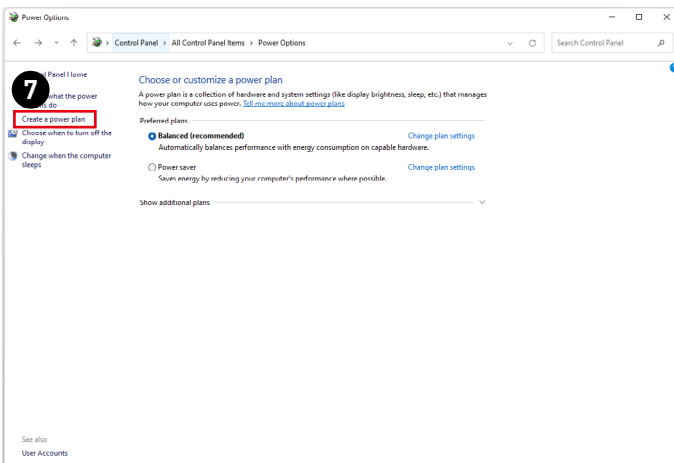 Power Options
Control Panel > All Control Panel Items > Power Options
Search Control Panel
7
l Panel Home
what the power
s do
Create a power plan
Choose when to turn off the
display
Change when the computer
sleeps
Choose or customize a power plan
A power plan is a collection of hardware and system settings (like display brightness, sleep, etc.) that manages
how your computer uses power. Tell me more about power plans
Preferred plans
Balanced (recommended)
Change plan settings
Automatically balances performance with energy consumption on capable hardware.
Power saver
Change plan settings
Saves energy by reducing your computer's performance where possible.
Show additional plans
See also
User Accounts